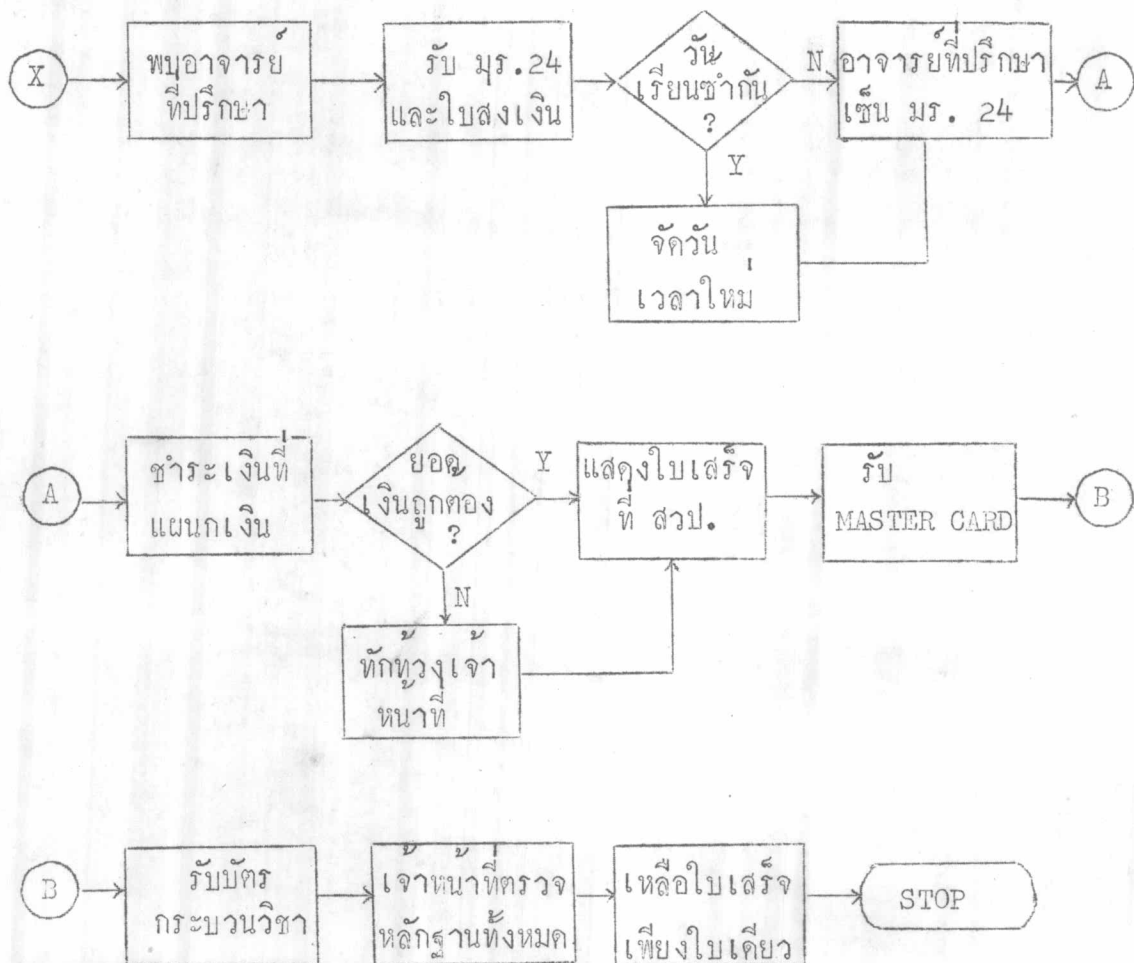 X
พบอาจารย์
ที่ปรึกษา
รับ มร.24
และใบสงเงิน
วัน
เรียนซ้ำกัน
?
N
อาจารย์ที่ปรึกษา
เซ็น มร. 24
A
Y
จัดวัน
เวลาใหม่
A
ชำระเงินที่
แผนกเงิน
ยอด
เงินถูกต้อง
?
Y
แสดงใบเสร็จ
ที่ สวป.
รับ
MASTER CARD
B
N
ทักท้วงเจ้า
หน้าที่
B
รับบัตร
กระบวนวิชา
เจ้าหน้าที่ตรวจ
หลักฐานทั้งหมด
เหลือใบเสร็จ
เพียงใบเดียว
STOP